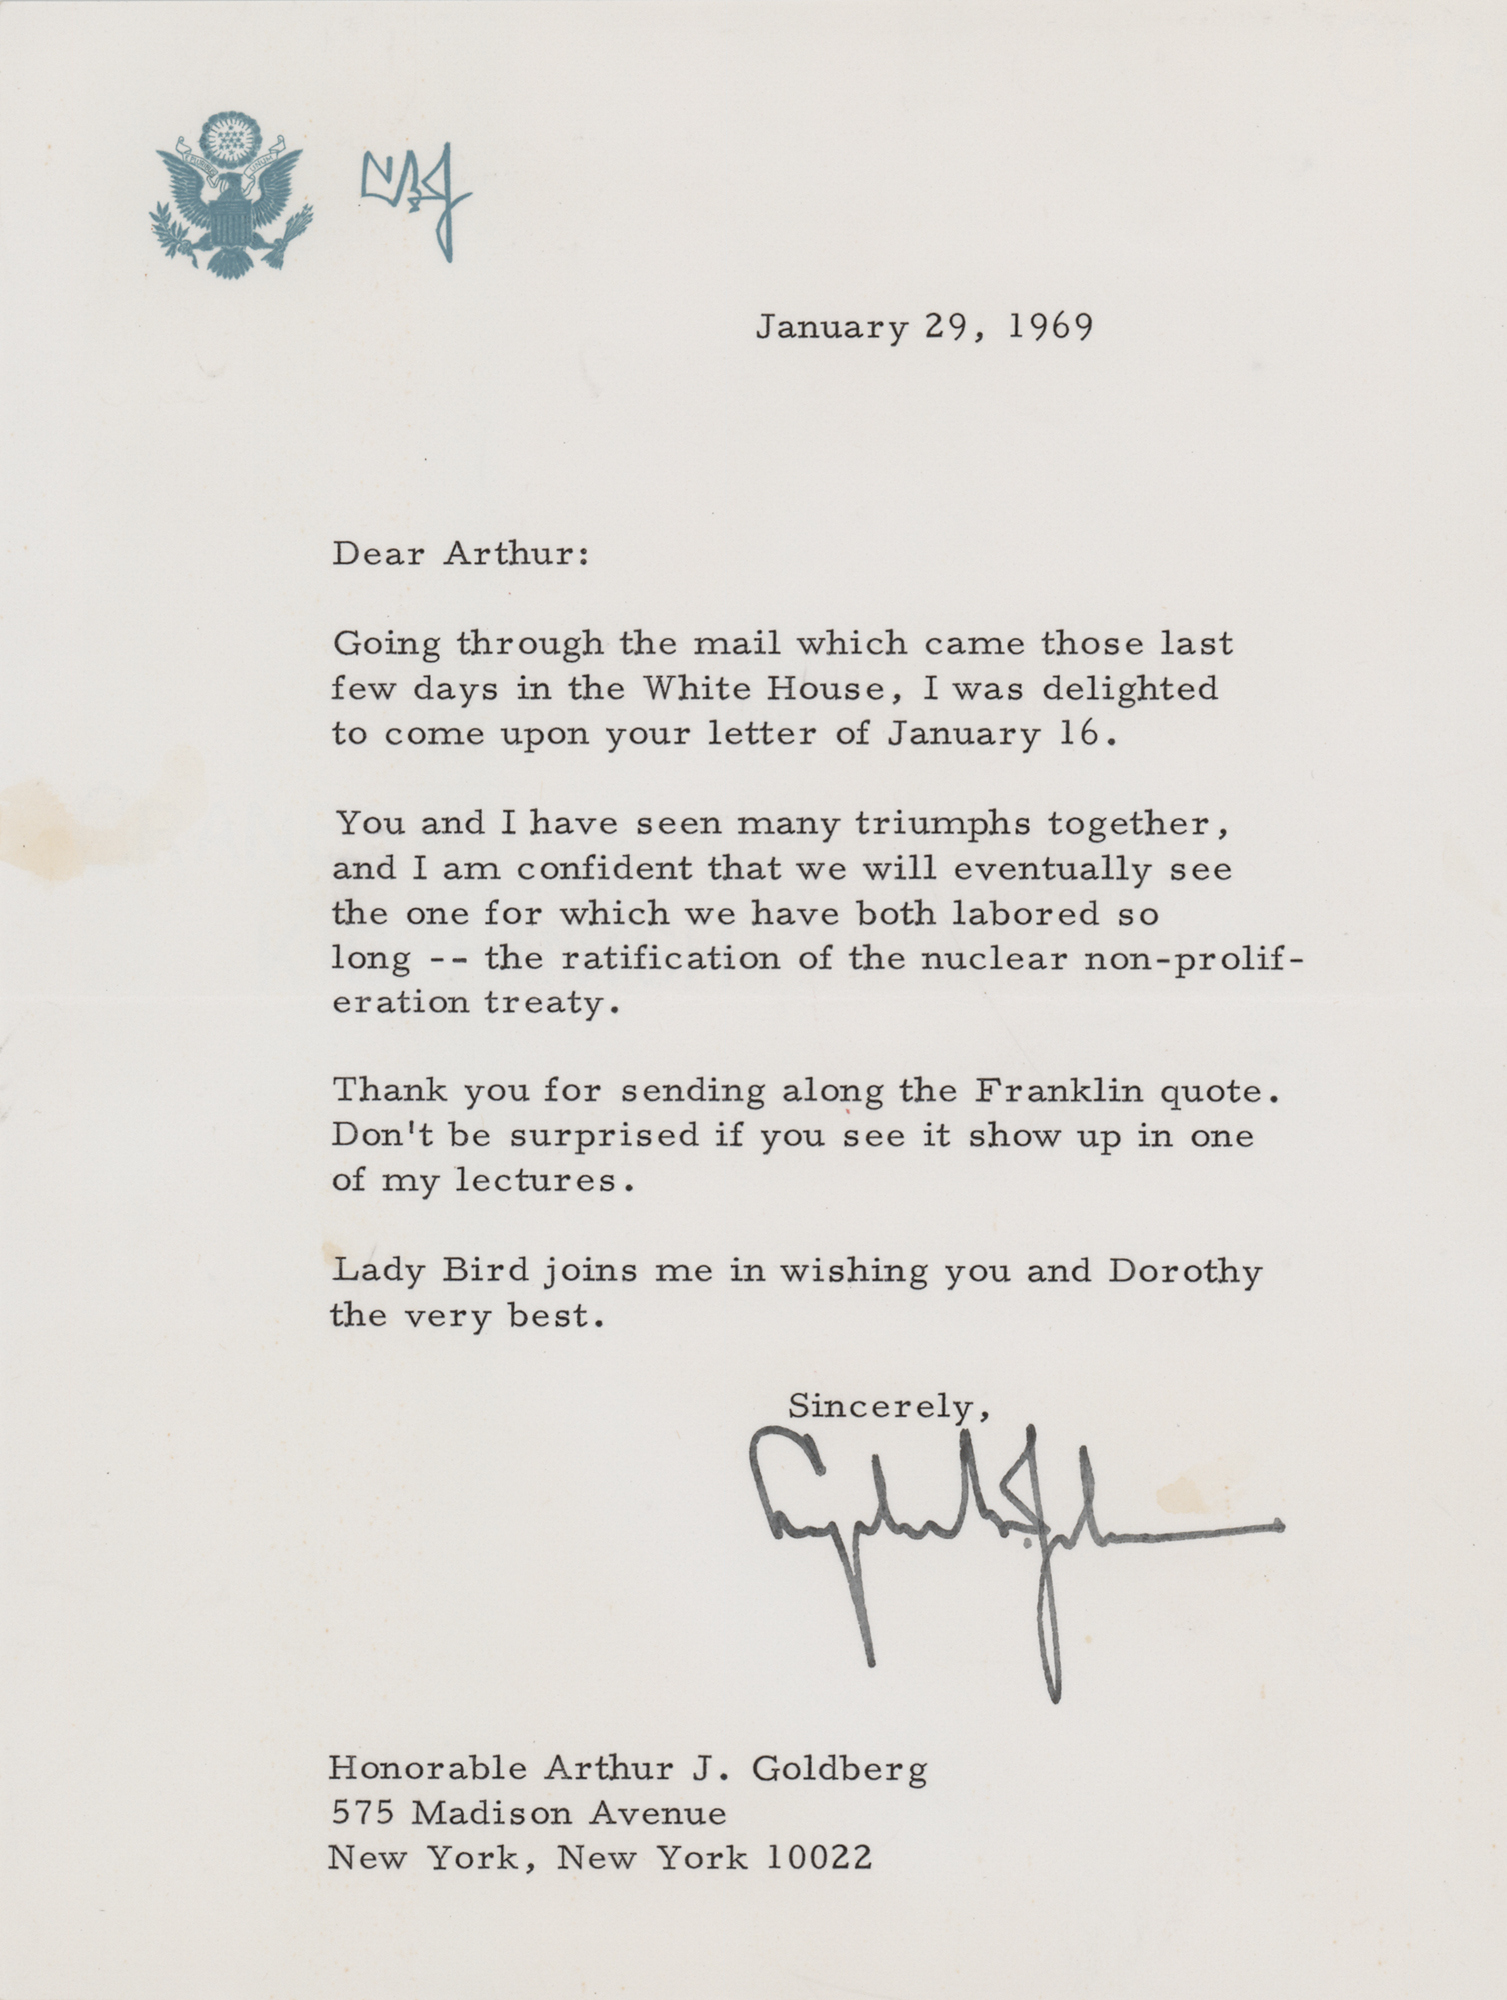 E PLURIBUS UNUM
LBJ
January 29, 1969
Dear Arthur:
Going through the mail which came those last
few days in the White House, I was delighted
to come upon your letter of January 16.
You and I have seen many triumphs together,
and I am confident that we will eventually see
the one for which we have both labored so
long -- the ratification of the nuclear non-prolif-
eration treaty.
Thank you for sending along the Franklin quote.
Don't be surprised if you see it show up in one
of my lectures.
Lady Bird joins me in wishing you and Dorothy
the very best.
Sincerely,
Lyndon B. Johnson
Honorable Arthur J. Goldberg
575 Madison Avenue
New York, New York 10022